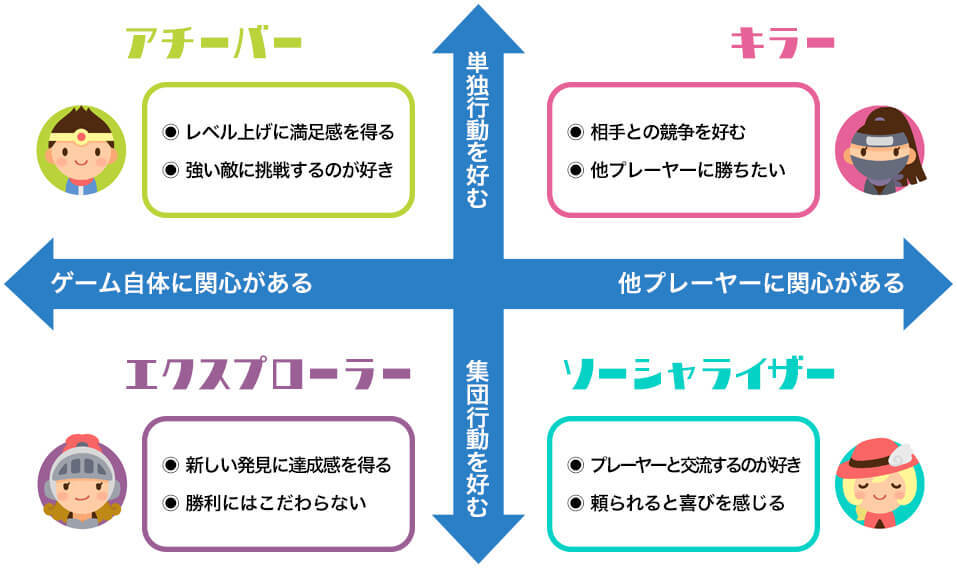 アチーバー
● レベル上げに満足感を得る
● 強い敵に挑戦するのが好き
単独行動を好む
キラー
● 相手との競争を好む
● 他プレーヤーに勝ちたい
ゲーム自体に関心がある
他プレーヤーに関心がある
エクスプローラー
● 新しい発見に達成感を得る
● 勝利にはこだわらない
集団行動を好む
ソーシャライザー
● プレーヤーと交流するのが好き
● 頼られると喜びを感じる